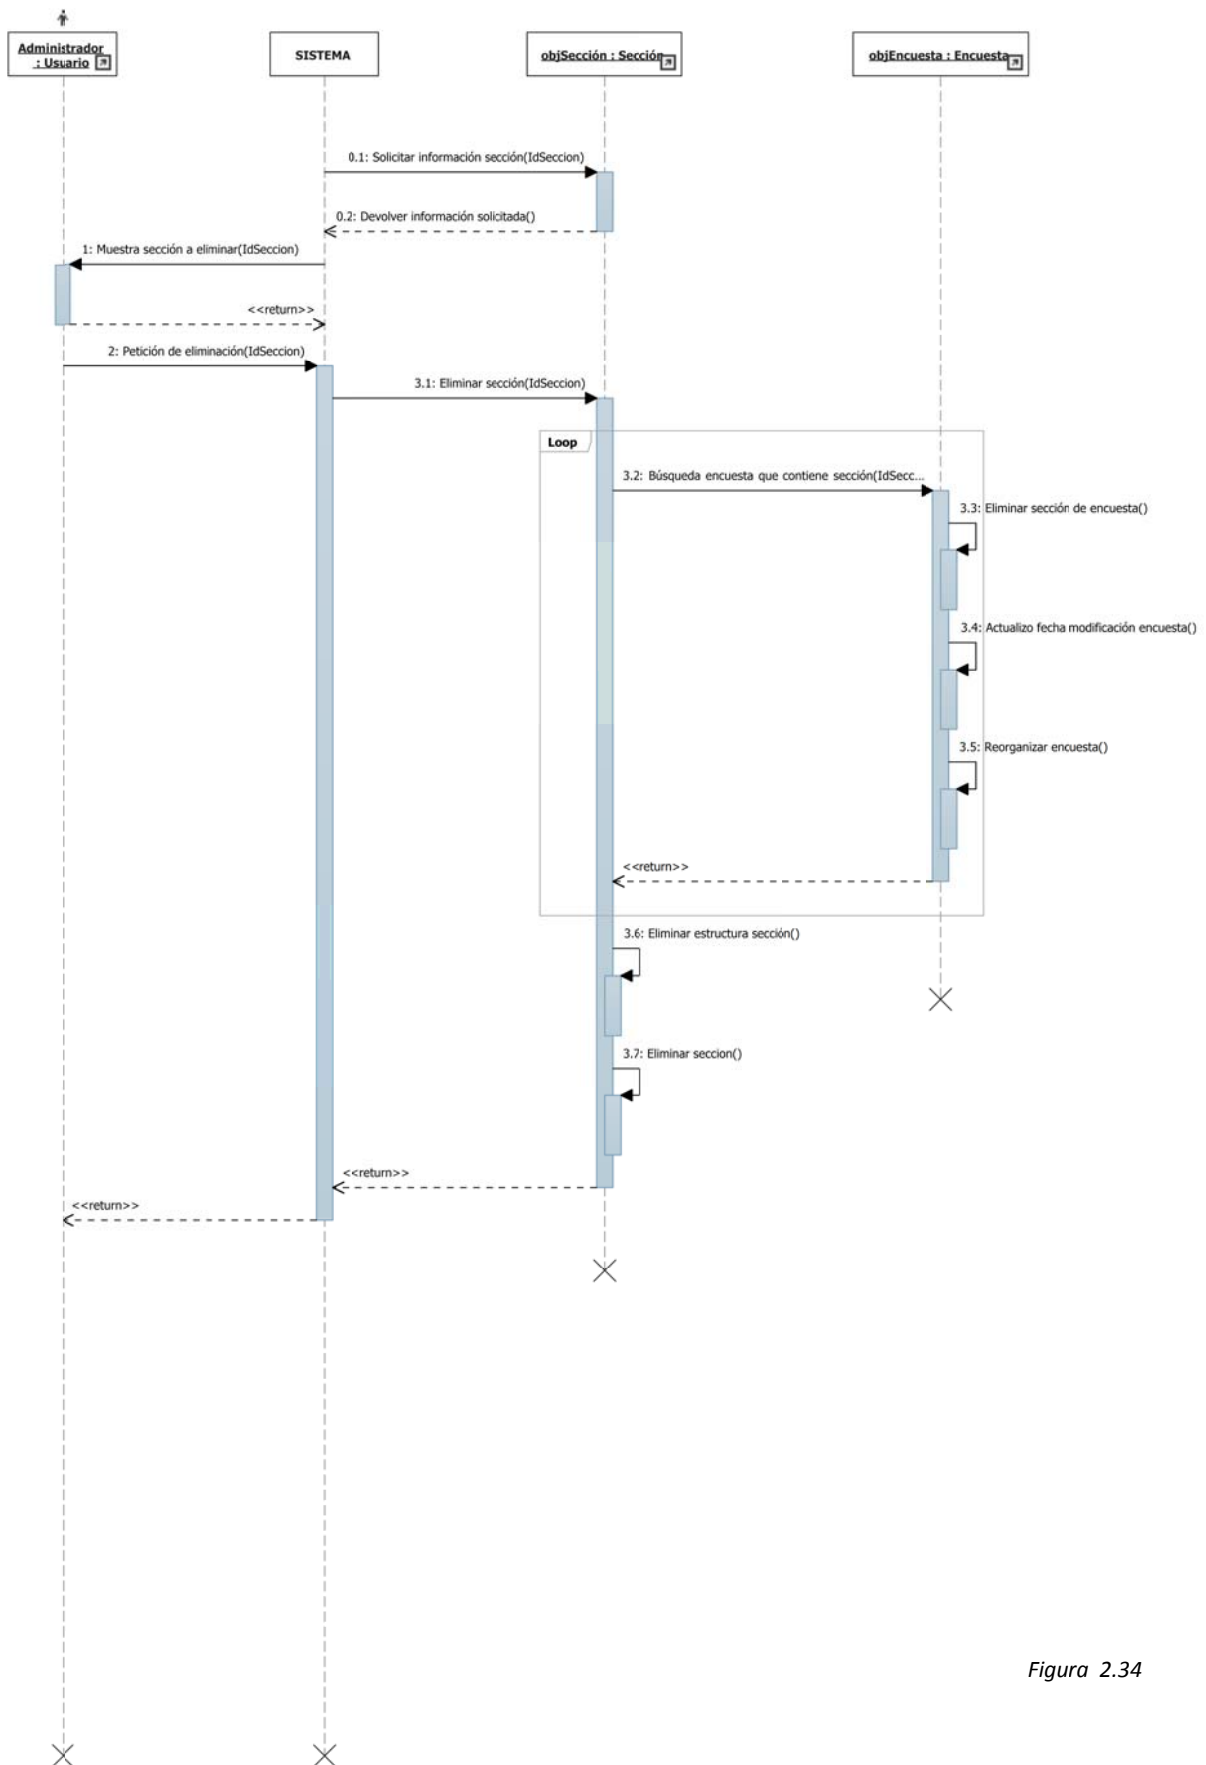 Administrador
: Usuario
SISTEMA
objSección : Sección
objEncuesta : Encuesta
0.1: Solicitar información sección(IdSeccion)
0.2: Devolver información solicitada()
1: Muestra sección a eliminar(IdSeccion)
<<return>>
2: Petición de eliminación(IdSeccion)
3.1: Eliminar sección(IdSeccion)
Loop
3.2: Búsqueda encuesta que contiene sección(IdSecc...
3.3: Eliminar sección de encuesta()
3.4: Actualizo fecha modificación encuesta()
3.5: Reorganizar encuesta()
<<return>>
3.6: Eliminar estructura sección()
3.7: Eliminar seccion()
<<return>>
<<return>>
Figura 2.34